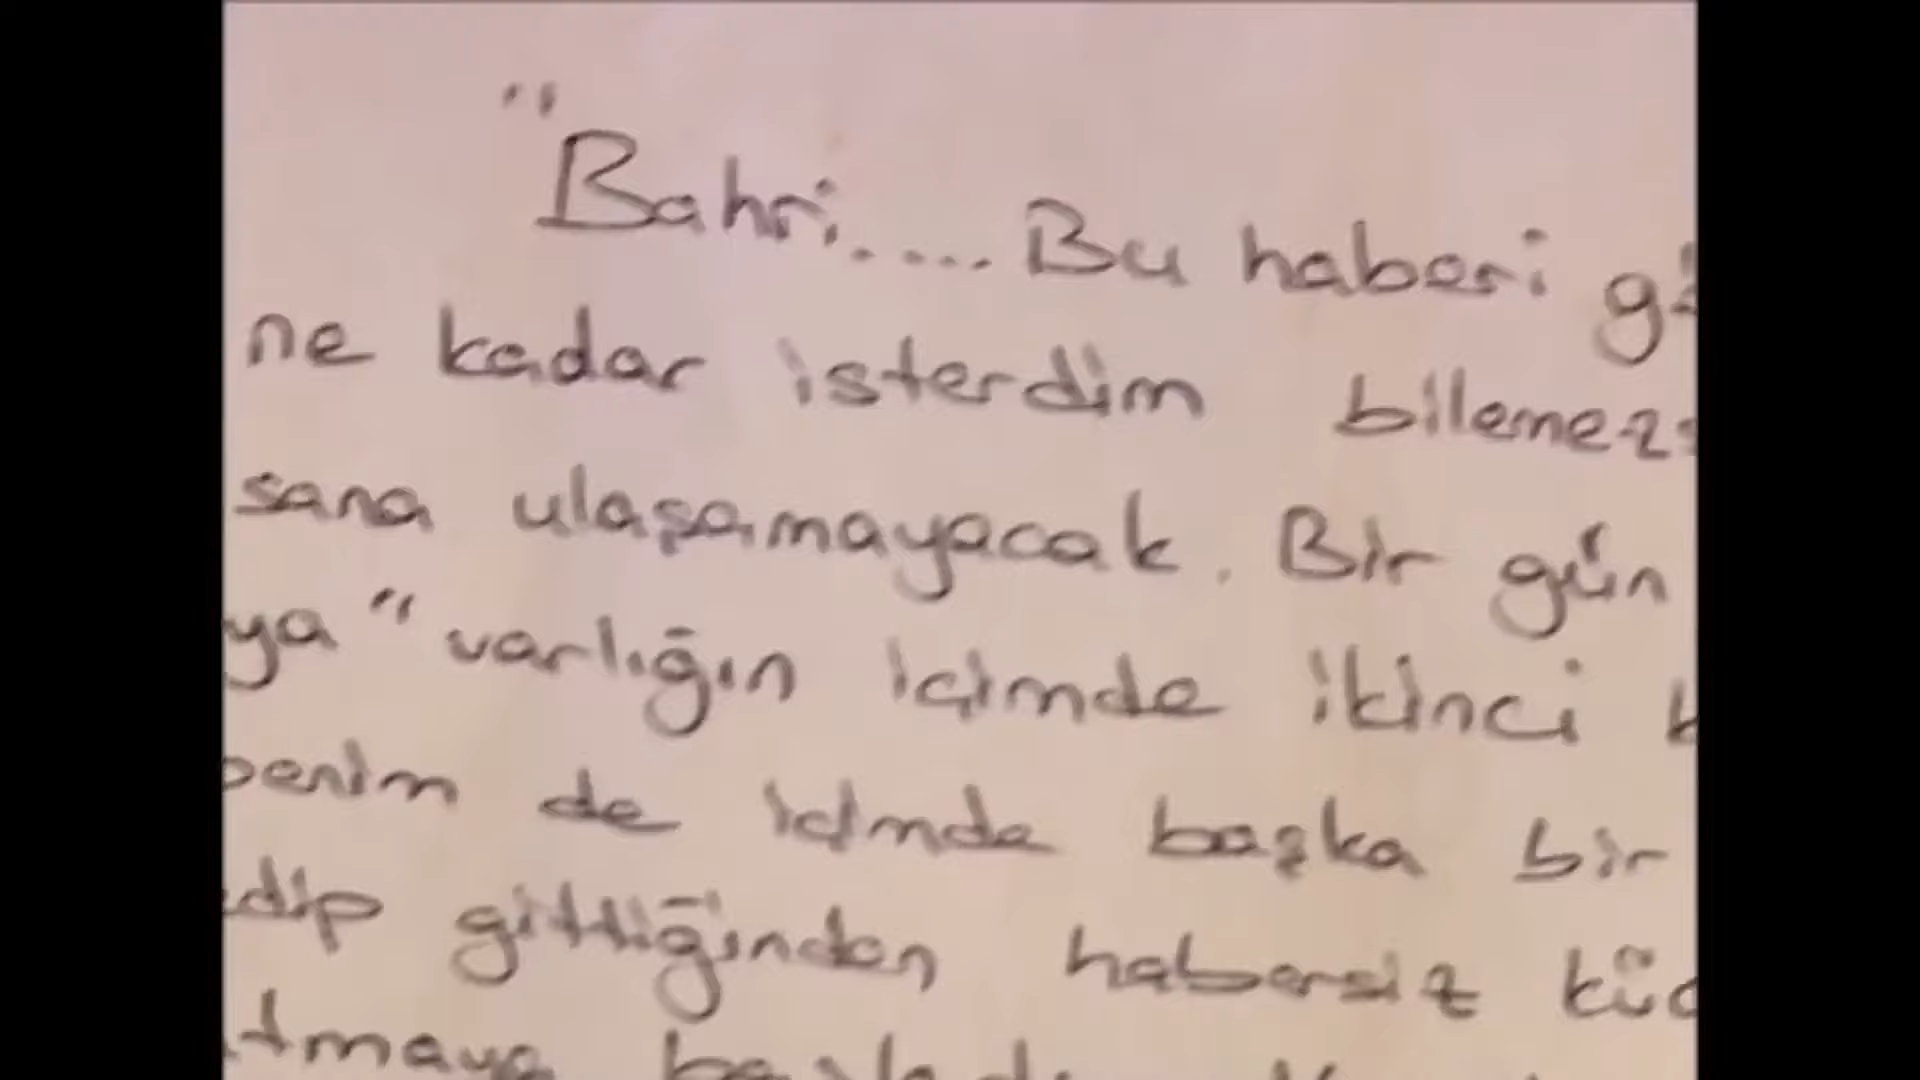 "Bahri.... Bu haberi
ne kadar isterdim
sana ulaşamayacak. Bir gün
ya" varlığın içimde ikinci
benim de içimde başka bir
gittiğinden habersiz